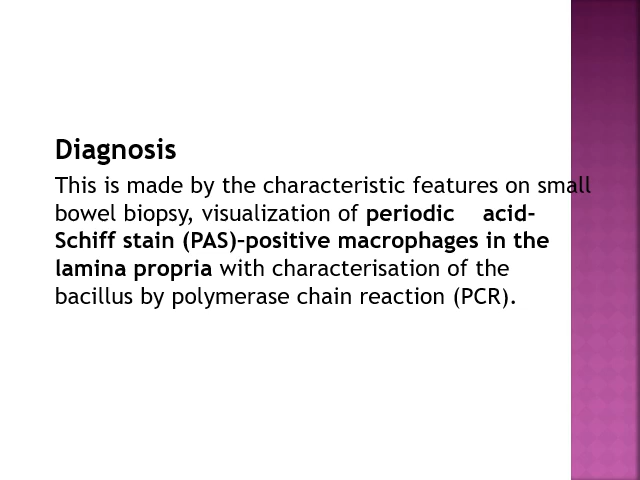 Diagnosis
This is made by the characteristic features on small
bowel biopsy, visualization of periodic    acid-
Schiff stain (PAS)–positive macrophages in the
lamina propria with characterisation of the
bacillus by polymerase chain reaction (PCR).